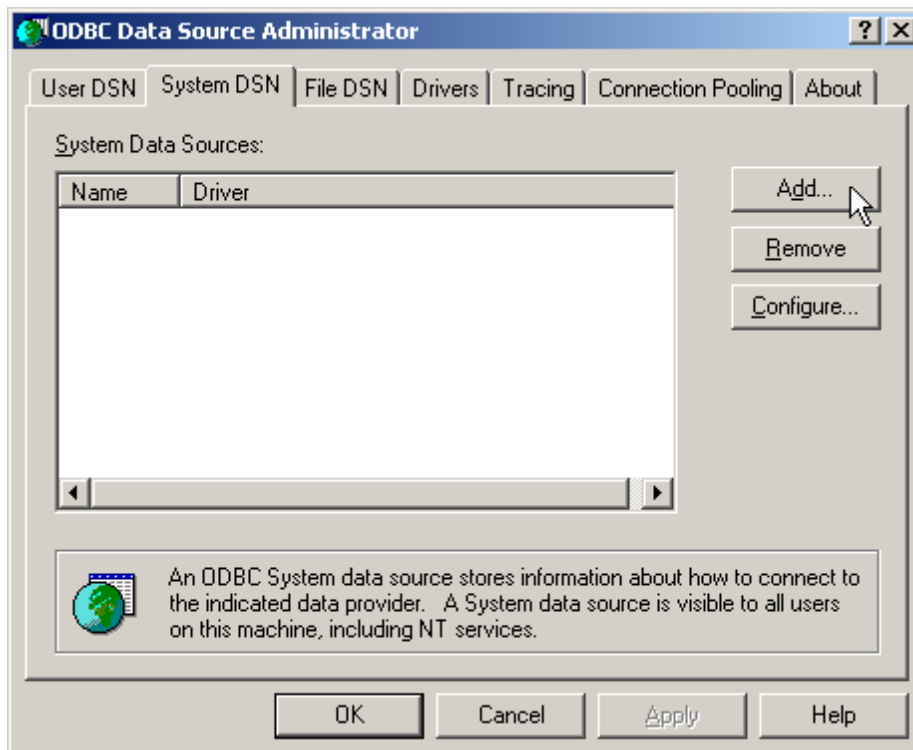 ODBC Data Source Administrator
User DSN System DSN File DSN Drivers Tracing Connection Pooling About
System Data Sources:
Name Driver
Add...
Remove
Configure...
An ODBC System data source stores information about how to connect to
the indicated data provider. A System data source is visible to all users
on this machine, including NT services.
OK Cancel Apply Help